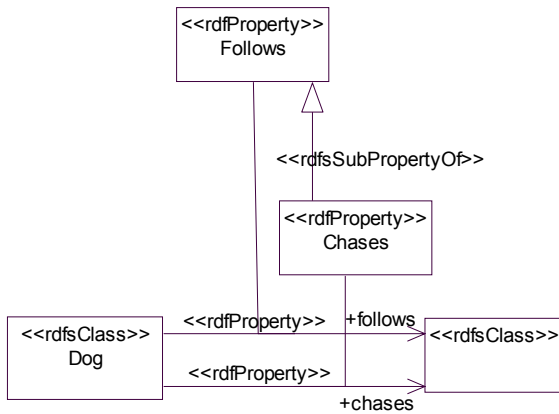 <<rdfProperty>>
Follows
<<rdfsSubPropertyOf>>
<<rdfProperty>>
Chases
<<rdfsClass>>
Dog
<<rdfProperty>>
+follows
<<rdfsClass>>
<<rdfProperty>>
+chases